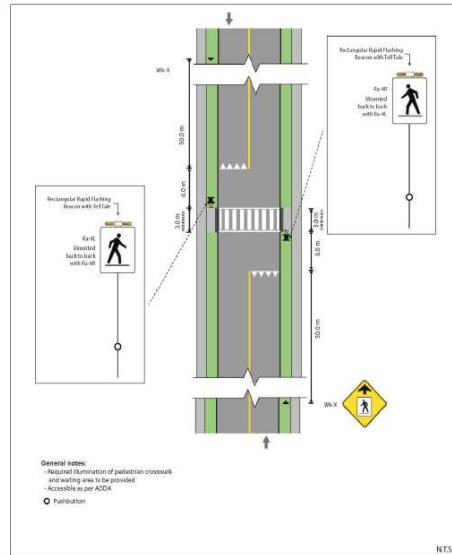 Wb-X
Rectangular Rapid Flashing
Beacon with Tell Tale
Ra-4R
Mounted
back to back
with Ra-4L
50.0 m
6.0 m
3.0 m
minimum
Rectangular Rapid Flashing
Beacon with Tell Tale
Ra-4L
Mounted
back to back
with Ra-4R
3.0 m
minimum
6.0 m
50.0 m
Wb-X
General notes:
- Required illumination of pedestrian crosswalk
and waiting area to be provided
- Accessible as per AODA
Pushbutton
N.T.S